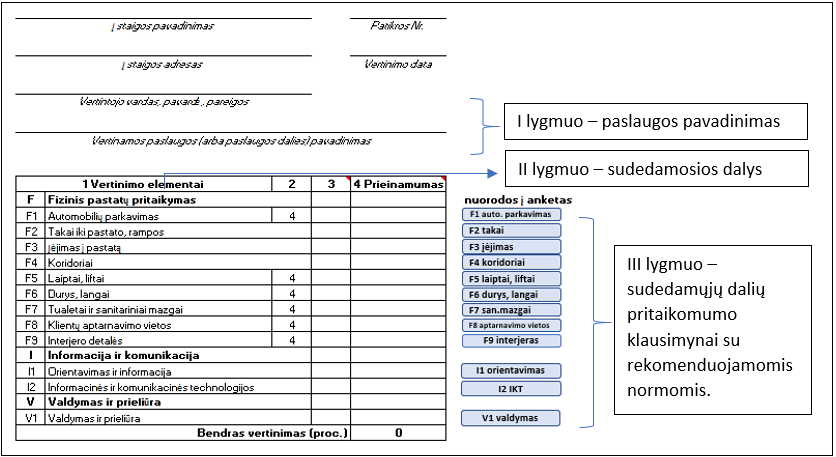 Įstaigos pavadinimas
Patikros Nr.
Įstaigos adresas
Vertinimo data
Vertintojo vardas, pavardė, pareigos
Vertinamos paslaugos (arba paslaugos dalies) pavadinimas
I lygmuo – paslaugos pavadinimas
II lygmuo – sudedamosios dalys
1 Vertinimo elementai 2 3 4 Prieinamumas
F Fizinis pastatų pritaikymas
nuorodos į anketas
F1 Automobilių parkavimas 4
F1 auto. parkavimas
F2 Takai iki pastato, rampos
F2 takai
F3 Įėjimas į pastatą
F3 įėjimas
F4 Koridoriai
F4 koridoriai
F5 Laiptai, liftai 4
F5 laiptai, liftai
F6 Durys, langai 4
F6 durys, langai
F7 Tualetai ir sanitariniai mazgai 4
F7 san.mazgai
F8 Klientų aptarnavimo vietos 4
F8 aptarnavimo vietos
F9 Interjero detalės 4
F9 interjeras
I Informacija ir komunikacija
I1 Orientavimas ir informacija
I1 orientavimas
I2 Informacinės ir komunikacinės technologijos
I2 IKT
V Valdymas ir priežiūra
V1 Valdymas ir priežiūra
V1 valdymas
Bendras vertinimas (proc.) 0
III lygmuo –
sudedamųjų dalių
pritaikomumo
klausimynai su
rekomenduojamomis
normomis.